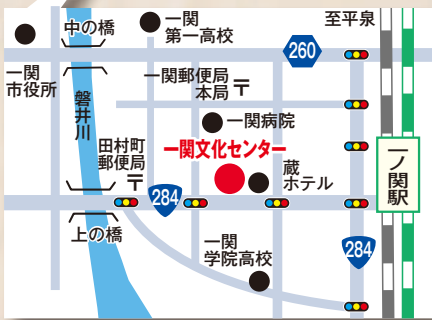 中の橋
一関
第一高校
至平泉
260
一関
市役所
一関郵便局
本局〒
磐井川
一関病院
田村町
郵便局
〒
一関文化センター
蔵
ホテル
一ノ関駅
284
上の橋
一関
学院高校
284